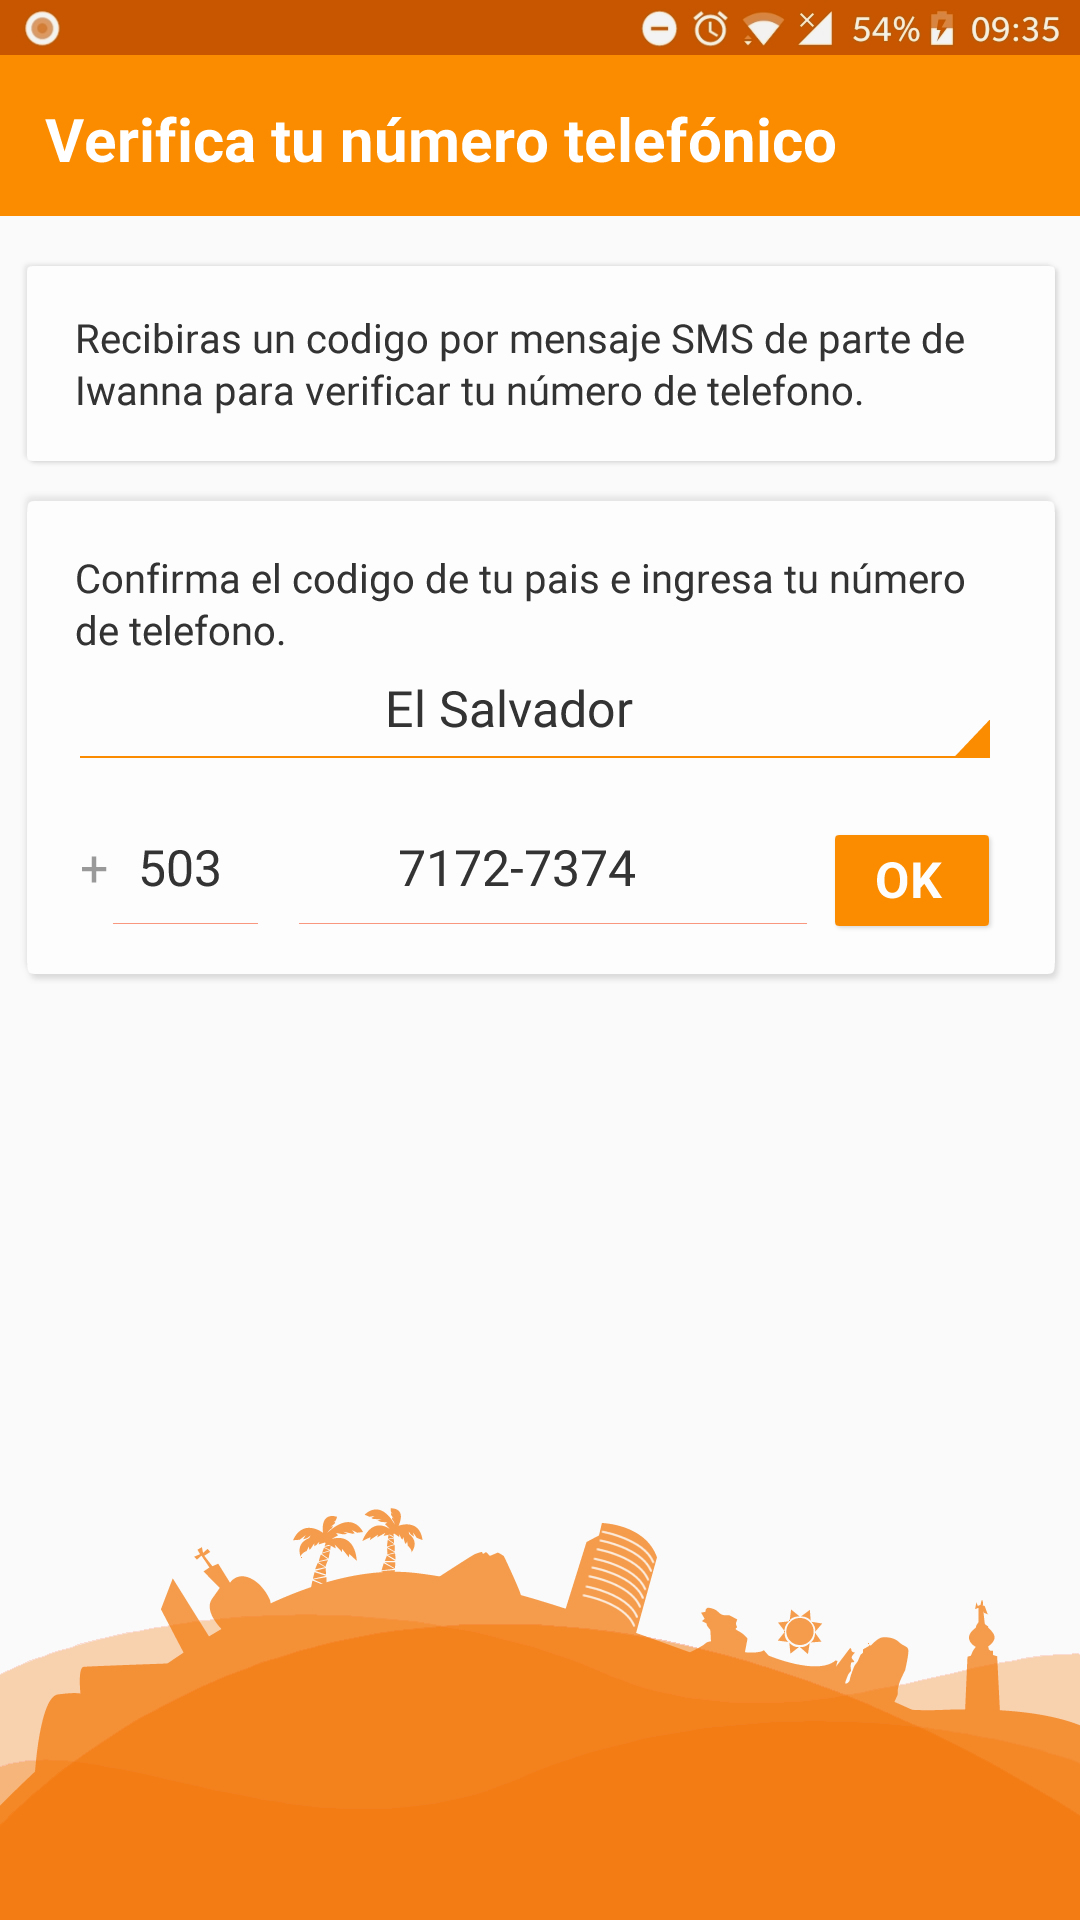 54% 09:35
Verifica tu número telefónico
Recibiras un codigo por mensaje SMS de parte de
Iwanna para verificar tu número de telefono.
Confirma el codigo de tu pais e ingresa tu número
de telefono.
El Salvador
+ 503 7172-7374 OK